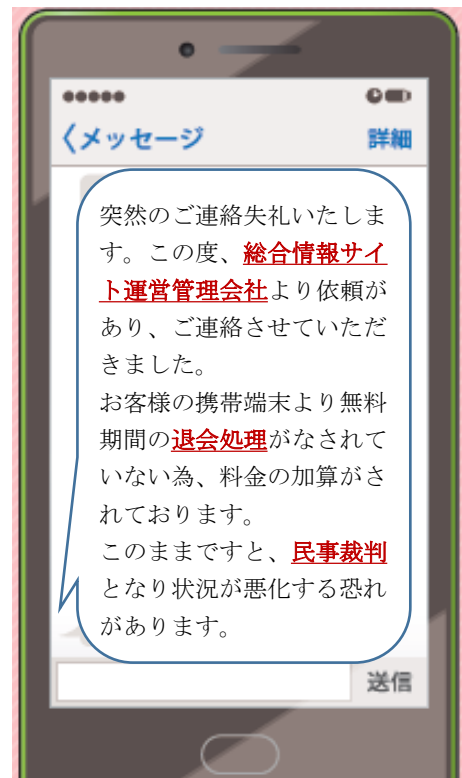 〈メッセージ
詳細
突然のご連絡失礼いたしま
す。この度、総合情報サイ
ト運営管理会社より依頼が
あり、ご連絡させていただ
きました。
お客様の携帯端末より無料
期間の退会処理がなされて
いない為、料金の加算がさ
れております。
このままですと、民事裁判
となり状況が悪化する恐れ
があります。
送信